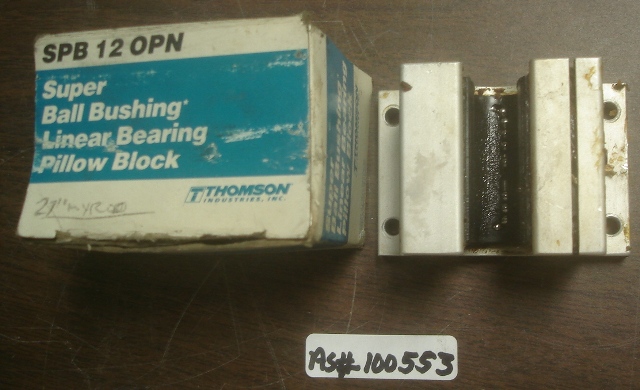 SPB 12 OPN
Super
Ball Bushing
Linear Bearing
Pillow Block
THOMSON
INDUSTRIES, INC.
AS# 100553